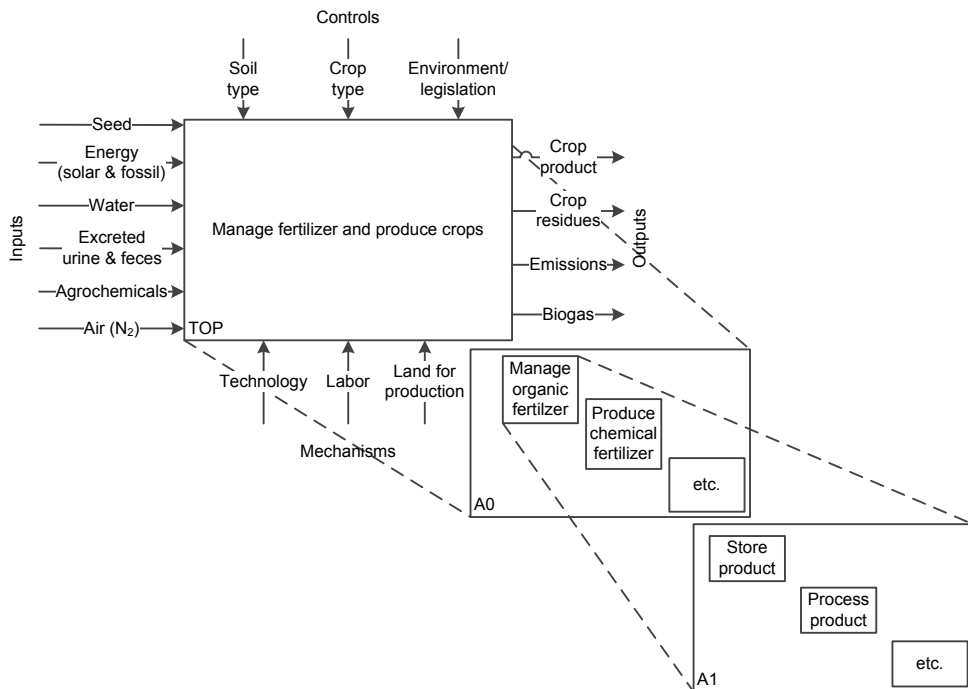 Controls
Soil
type
Crop
type
Environment/
legislation
Inputs
Seed
Energy
(solar & fossil)
Water
Excreted
urine & feces
Agrochemicals
Air (N₂)
Manage fertilizer and produce crops
TOP
Crop
product
Crop
residues
Emissions
Biogas
Outputs
Technology
Labor
Land for
production
Mechanisms
Manage
organic
fertilzer
Produce
chemical
fertilizer
etc.
A0
Store
product
Process
product
etc.
A1